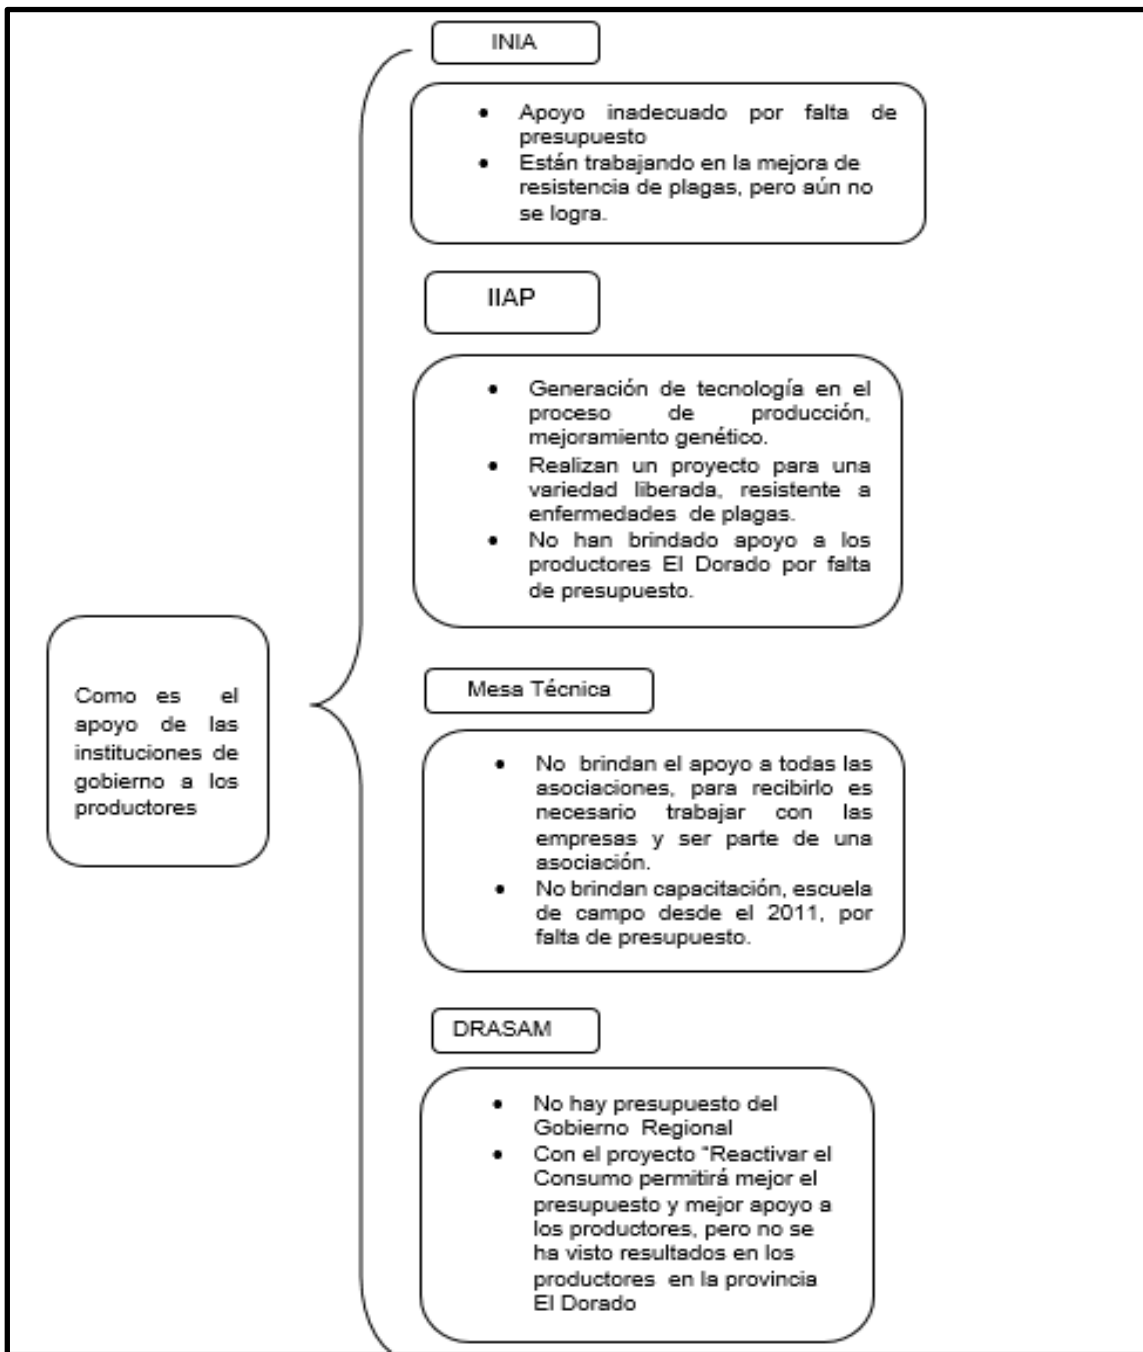 Como es el
apoyo de las
instituciones de
gobierno a los
productores
INIA
• Apoyo inadecuado por falta de
presupuesto
• Están trabajando en la mejora de
resistencia de plagas, pero aún no
se logra.
IIAP
• Generación de tecnología en el
proceso de producción,
mejoramiento genético.
• Realizan un proyecto para una
variedad liberada, resistente a
enfermedades de plagas.
• No han brindado apoyo a los
productores El Dorado por falta
de presupuesto.
Mesa Técnica
• No brindan el apoyo a todas las
asociaciones, para recibirlo es
necesario trabajar con las
empresas y ser parte de una
asociación.
• No brindan capacitación, escuela
de campo desde el 2011, por
falta de presupuesto.
DRASAM
• No hay presupuesto del
Gobierno Regional
• Con el proyecto “Reactivar el
Consumo permitirá mejor el
presupuesto y mejor apoyo a
los productores, pero no se
ha visto resultados en los
productores en la provincia
El Dorado